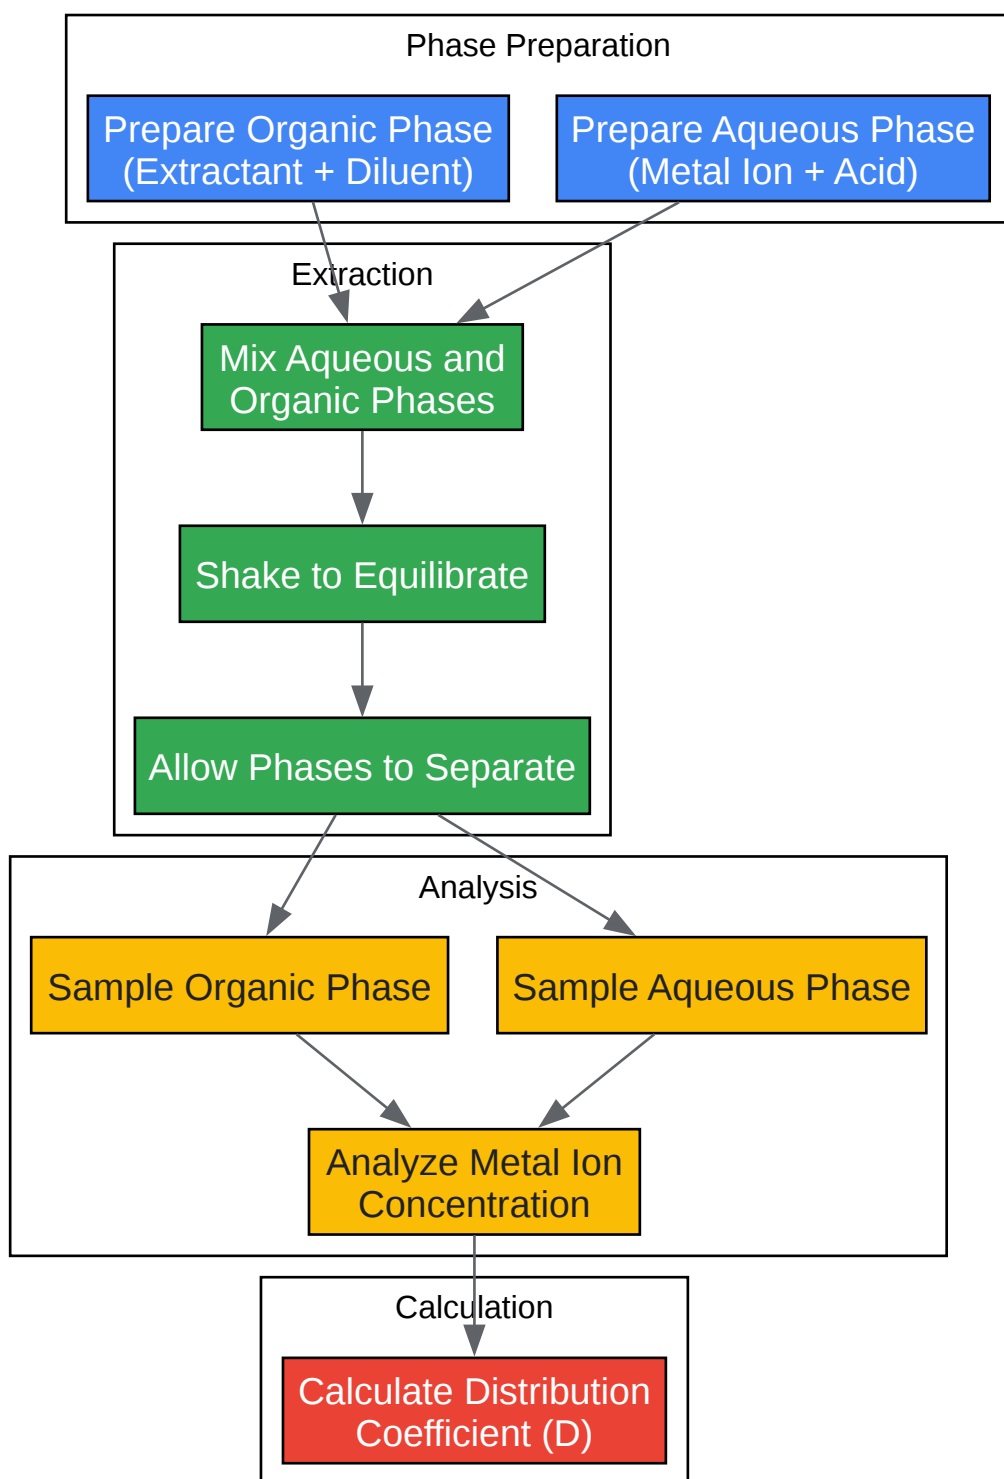 Phase Preparation
Prepare Organic Phase
(Extractant + Diluent)
Prepare Aqueous Phase
(Metal Ion + Acid)
Extraction
Mix Aqueous and
Organic Phases
Shake to Equilibrate
Allow Phases to Separate
Analysis
Sample Organic Phase
Sample Aqueous Phase
Analyze Metal Ion
Concentration
Calculation
Calculate Distribution
Coefficient (D)